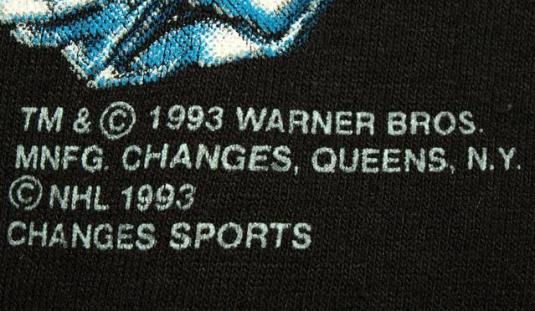 TM & © 1993 WARNER BROS.
MNFG. CHANGES, QUEENS, N.Y.
© NHL 1993
CHANGES SPORTS